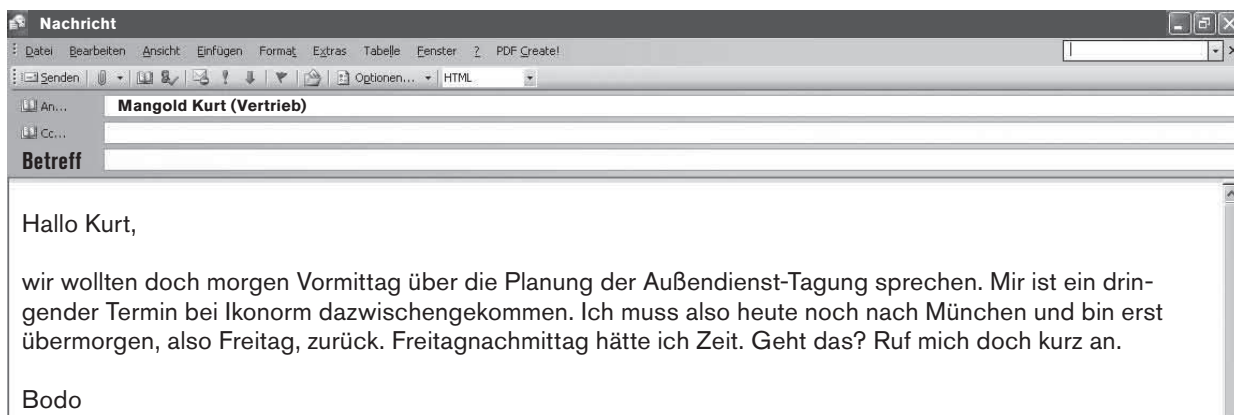 Nachricht
Datei Bearbeiten Ansicht Einfügen Format Extras Tabelle Fenster ? PDF Create!
Senden Optionen... HTML
An... Mangold Kurt (Vertrieb)
Cc...
Betreff
Hallo Kurt,
wir wollten doch morgen Vormittag über die Planung der Außendienst-Tagung sprechen. Mir ist ein drin-
gender Termin bei Ikonorm dazwischengekommen. Ich muss also heute noch nach München und bin erst
übermorgen, also Freitag, zurück. Freitagnachmittag hätte ich Zeit. Geht das? Ruf mich doch kurz an.
Bodo